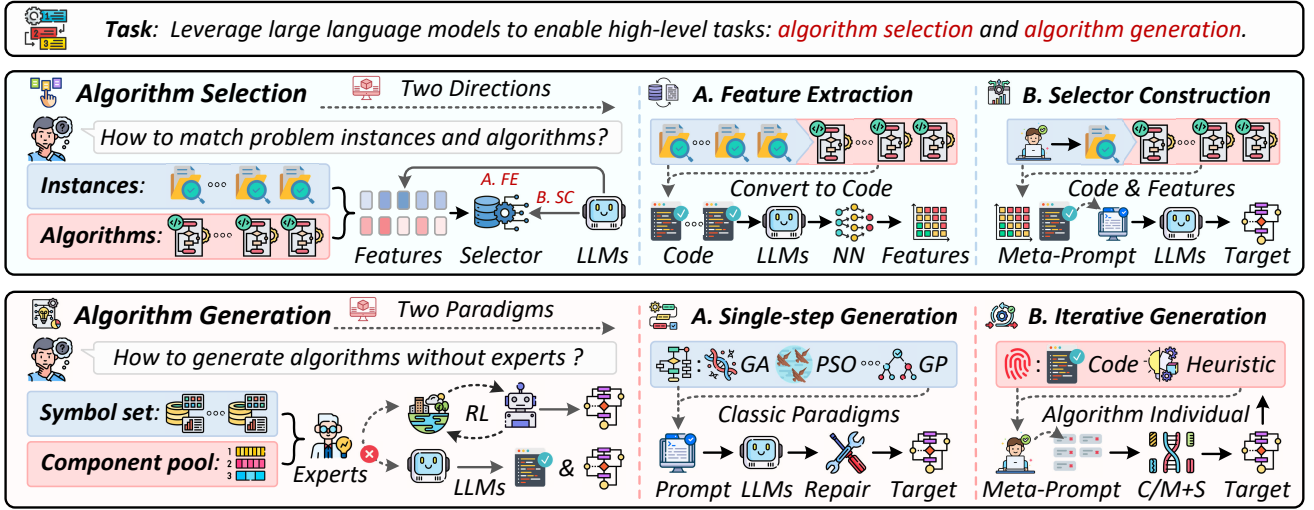 Task: Leverage large language models to enable high-level tasks: algorithm selection and algorithm generation.
Algorithm Selection
Two Directions
How to match problem instances and algorithms?
Instances:
Algorithms:
A. FE
B. SC
Features
Selector
LLMs
A. Feature Extraction
Convert to Code
Code
LLMs
NN
Features
B. Selector Construction
Code & Features
Meta-Prompt
LLMs
Target
Algorithm Generation
Two Paradigms
How to generate algorithms without experts ?
Symbol set:
Component pool:
1
2
3
Experts
RL
LLMs
&
A. Single-step Generation
: GA PSO GP
Classic Paradigms
Prompt
LLMs
Repair
Target
B. Iterative Generation
: Code Heuristic
Algorithm Individual
Meta-Prompt
C/M+S
Target